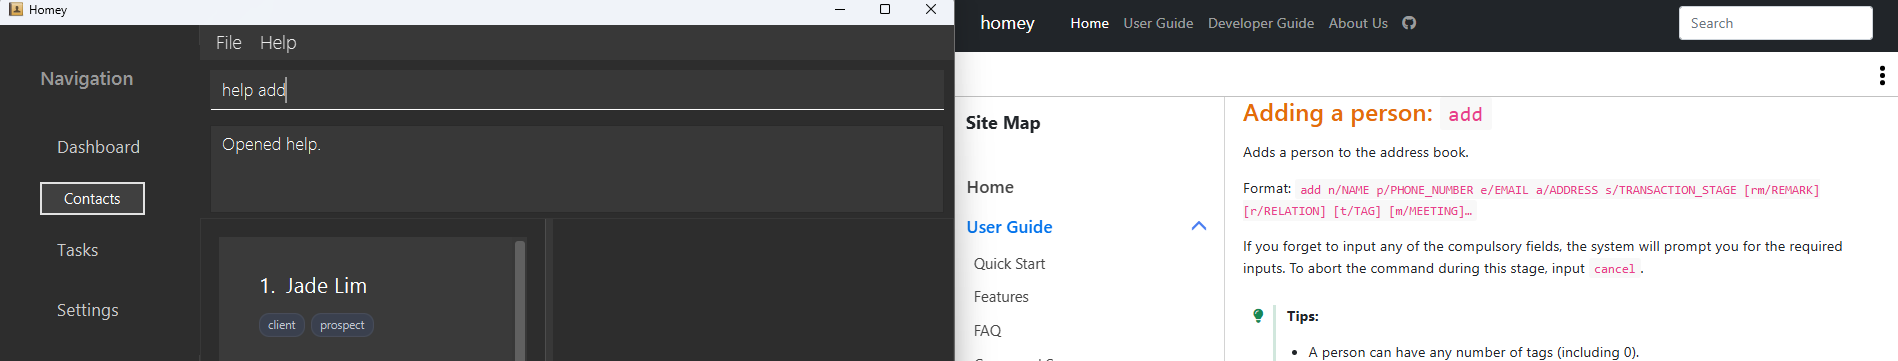 Homey
File Help
Navigation
help add
Opened help.
Dashboard
Contacts
Tasks
Settings
1. Jade Lim
client prospect
homey Home User Guide Developer Guide About Us Search
Site Map
Home
User Guide
Quick Start
Features
FAQ
Adding a person: add
Adds a person to the address book.
Format: add n/NAME p/PHONE_NUMBER e/EMAIL a/ADDRESS s/TRANSACTION_STAGE [rm/REMARK]
[r/RELATION] [t/TAG] [m/MEETING]…
If you forget to input any of the compulsory fields, the system will prompt you for the required
inputs. To abort the command during this stage, input cancel.
Tips:
• A person can have any number of tags (including 0).